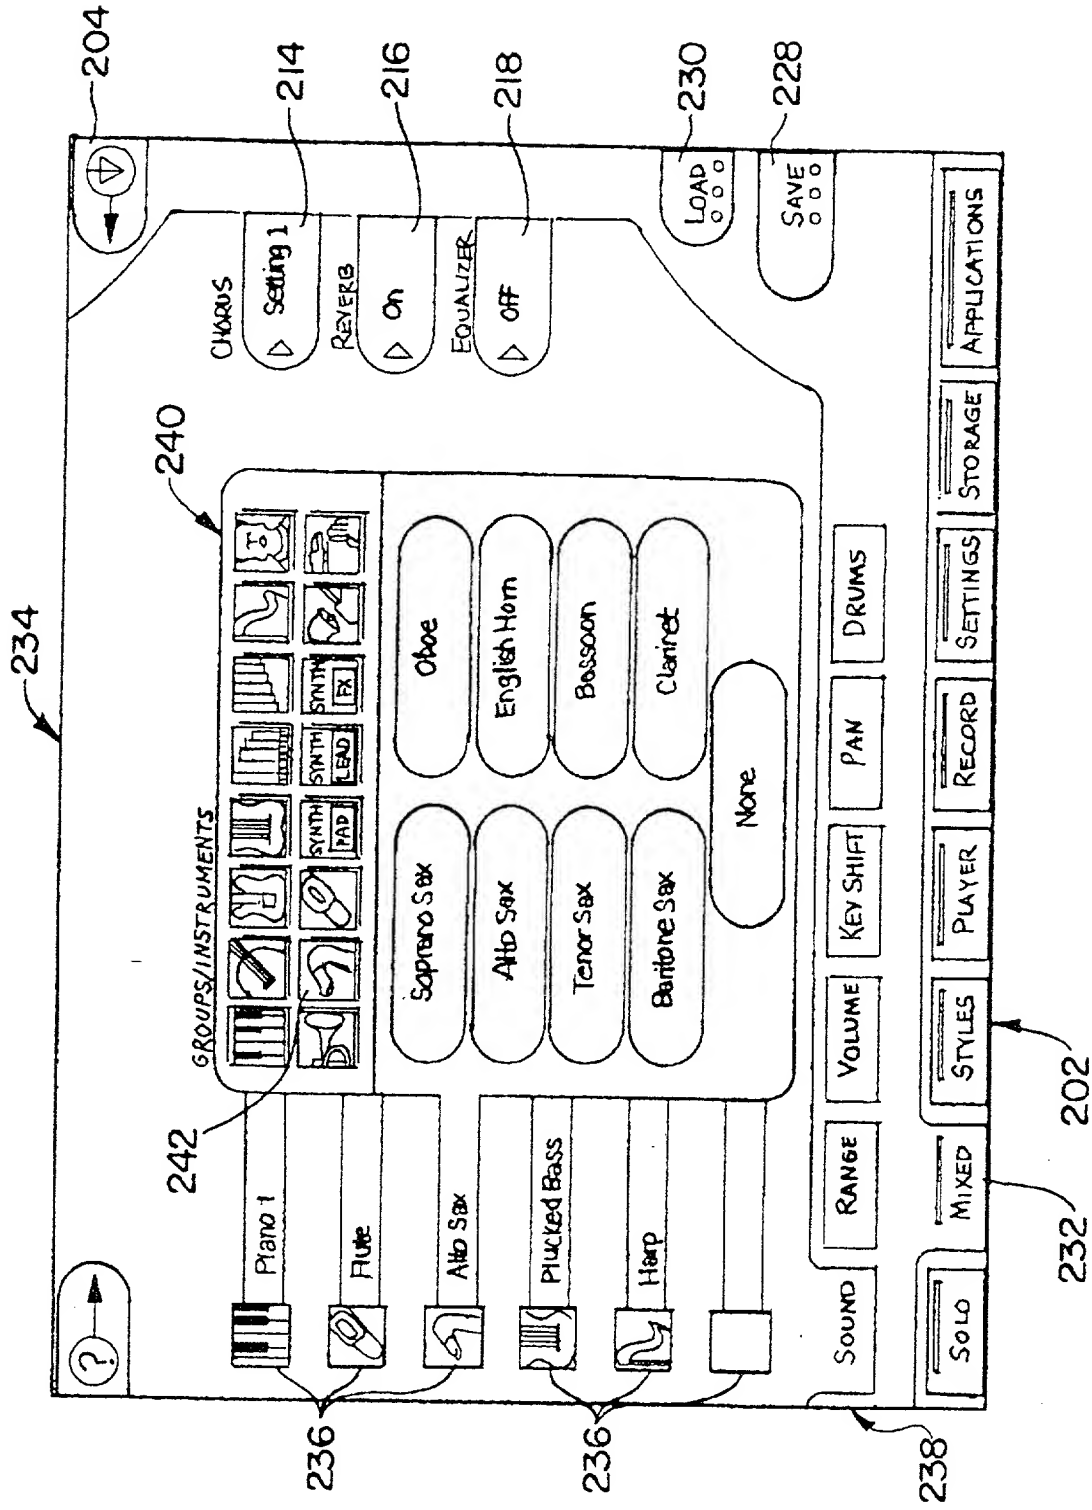 234
204
GROUPS/INSTRUMENTS
240
242
SYNTH PAD
SYNTH LEAD
SYNTH FX
CHORUS
Setting 1
214
REVERB
On
216
EQUALIZER
Off
218
Piano 1
Flute
Alto Sax
Plucked Bass
Harp
236
236
Soprano Sax
Oboe
Alto Sax
English Horn
Tenor Sax
Bassoon
Baritone Sax
Clarinet
None
LOAD
230
SAVE
228
?
SOUND
RANGE
VOLUME
KEY SHIFT
PAN
DRUMS
238
SOLO
MIXED
STYLES
PLAYER
RECORD
SETTINGS
STORAGE
APPLICATIONS
232
202